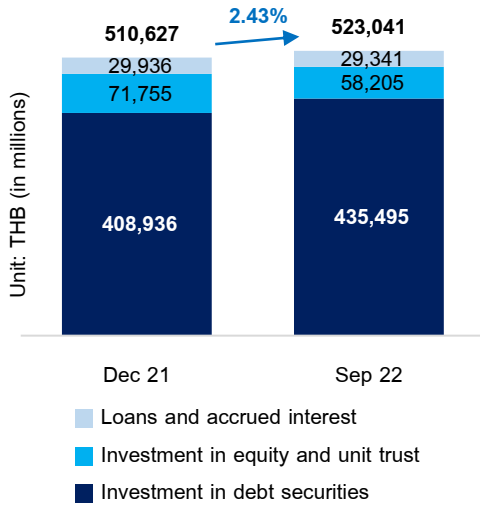 2.43%
510,627
523,041
29,936
29,341
71,755
58,205
408,936
435,495
Unit: THB (in millions)
Dec 21
Sep 22
Loans and accrued interest
Investment in equity and unit trust
Investment in debt securities